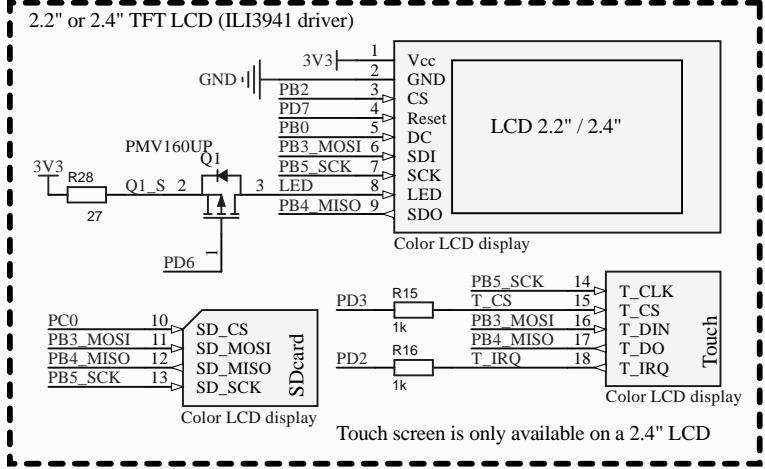 2.2" or 2.4" TFT LCD (ILI3941 driver)
3V3 1 Vcc
GND 2 GND
PB2 3 CS
PD7 4 Reset
PB0 5 DC
PB3_MOSI 6 SDI
PB5_SCK 7 SCK
LED 8 LED
PB4_MISO 9 SDO
LCD 2.2" / 2.4"
Color LCD display
PMV160UP
Q1
3V3
R28
27
Q1_S 2
3
1
PD6
PC0 10 SD_CS
PB3_MOSI 11 SD_MOSI
PB4_MISO 12 SD_MISO
PB5_SCK 13 SD_SCK
SDcard
Color LCD display
PD3
R15
1k
PD2
R16
1k
PB5_SCK 14 T_CLK
T_CS 15 T_CS
PB3_MOSI 16 T_DIN
PB4_MISO 17 T_DO
T_IRQ 18 T_IRQ
Touch
Color LCD display
Touch screen is only available on a 2.4" LCD